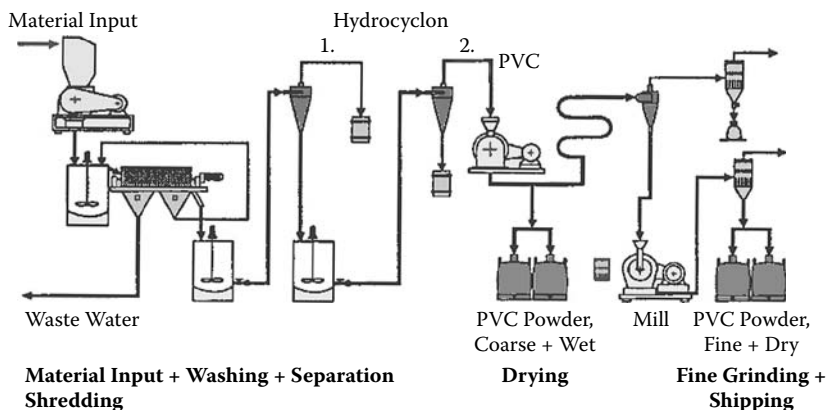 Material Input
Hydrocyclon
1.
2.
PVC
Waste Water
PVC Powder,
Coarse + Wet
Mill
PVC Powder,
Fine + Dry
Material Input + Washing + Separation
Shredding
Drying
Fine Grinding +
Shipping